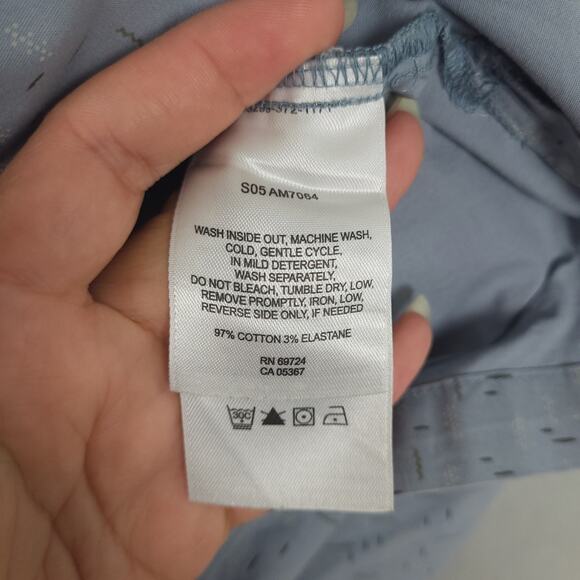 S05 AM7064
WASH INSIDE OUT, MACHINE WASH,
COLD, GENTLE CYCLE,
IN MILD DETERGENT,
WASH SEPARATELY,
DO NOT BLEACH, TUMBLE DRY, LOW,
REMOVE PROMPTLY, IRON, LOW,
REVERSE SIDE ONLY, IF NEEDED
97% COTTON 3% ELASTANE
RN 69724
CA 05367
30C